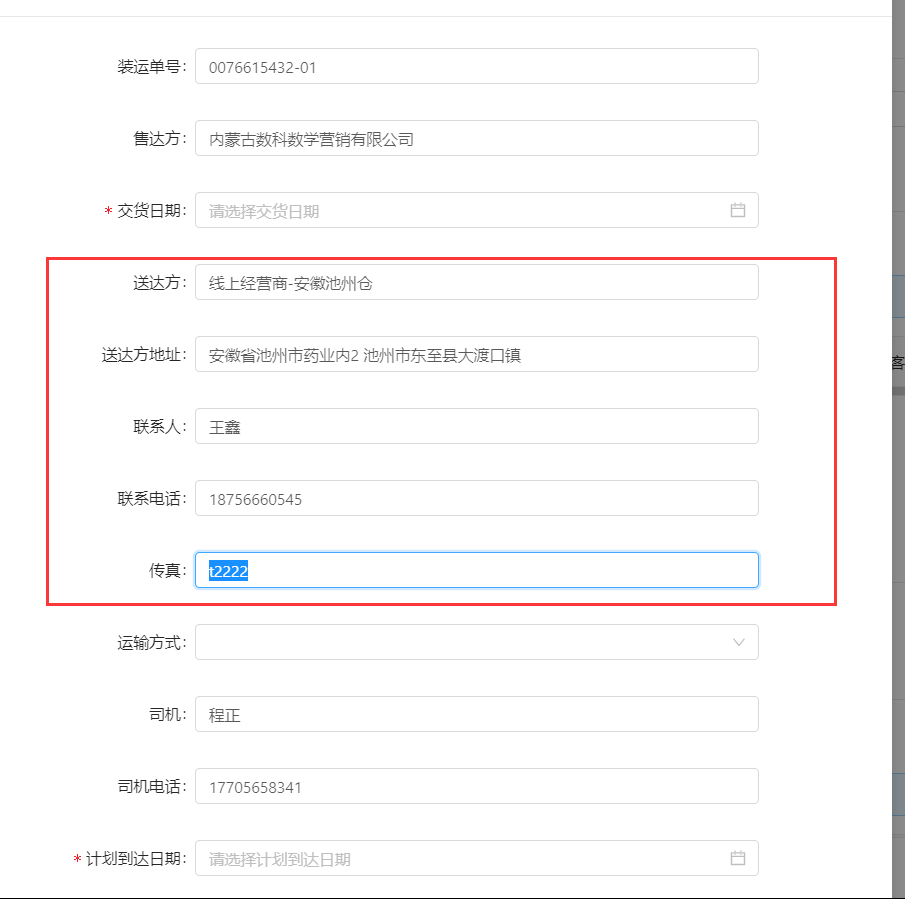 装运单号: 0076615432-01
售达方: 内蒙古数科数学营销有限公司
* 交货日期: 请选择交货日期
送达方: 线上经营商-安徽池州仓
送达方地址: 安徽省池州市药业内2 池州市东至县大渡口镇
客
联系人: 王鑫
联系电话: 18756660545
传真: t2222
运输方式:
司机: 程正
司机电话: 17705658341
* 计划到达日期: 请选择计划到达日期